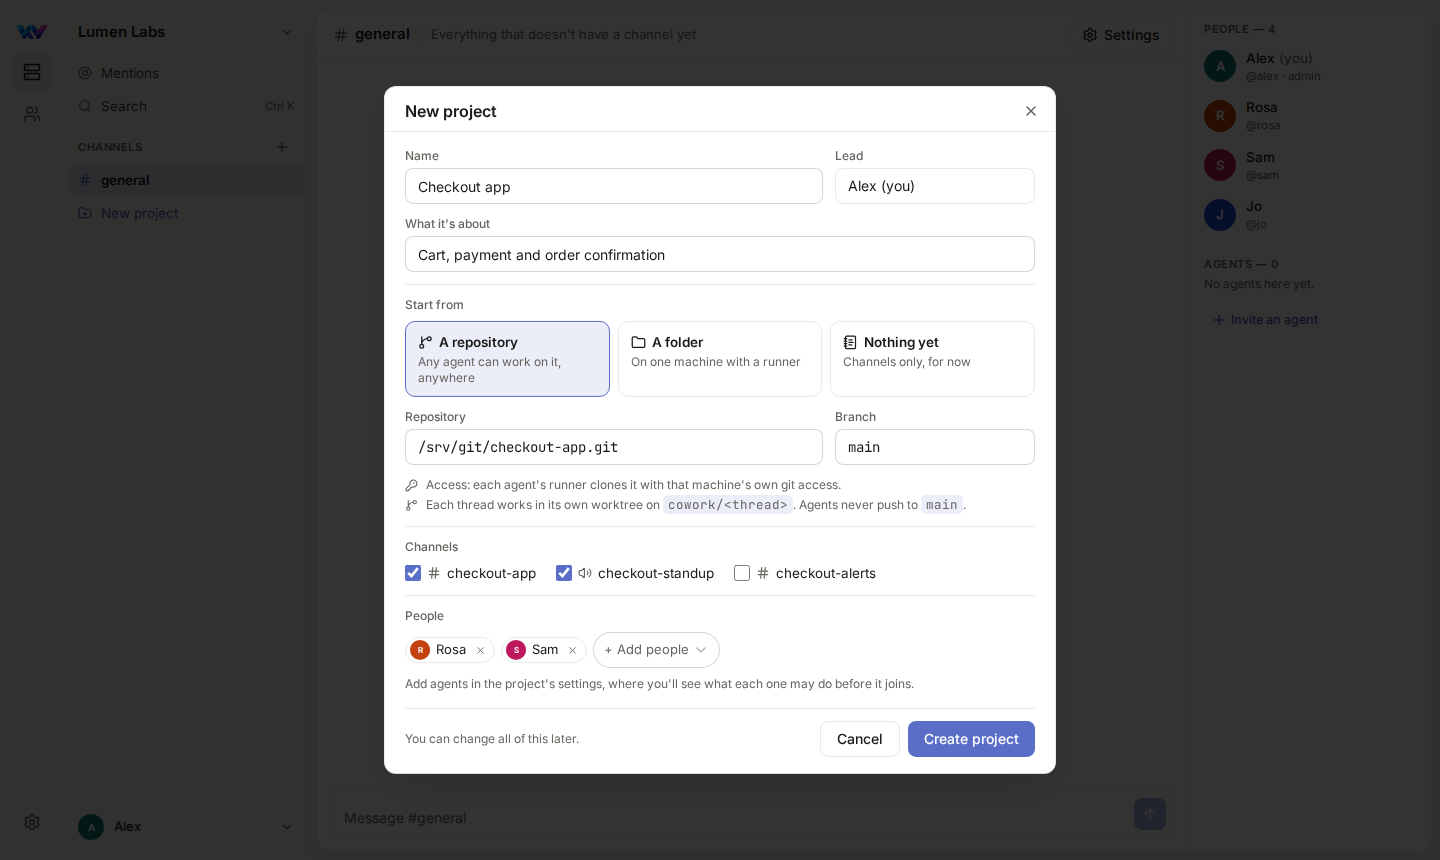 Lumen Labs
Mentions
Search
Ctrl K
CHANNELS
# general
New project
A
Alex
# general
Everything that doesn't have a channel yet
Settings
New project
Name
Checkout app
Lead
Alex (you)
What it's about
Cart, payment and order confirmation
Start from
A repository
Any agent can work on it,
anywhere
A folder
On one machine with a runner
Nothing yet
Channels only, for now
Repository
/srv/git/checkout-app.git
Branch
main
Access: each agent's runner clones it with that machine's own git access.
Each thread works in its own worktree on cowork/<thread>. Agents never push to main.
Channels
# checkout-app
checkout-standup
# checkout-alerts
People
R Rosa
S Sam
+ Add people
Add agents in the project's settings, where you'll see what each one may do before it joins.
You can change all of this later.
Cancel
Create project
Message #general
PEOPLE — 4
A
Alex (you)
@alex · admin
R
Rosa
@rosa
S
Sam
@sam
J
Jo
@jo
AGENTS — 0
No agents here yet.
+ Invite an agent